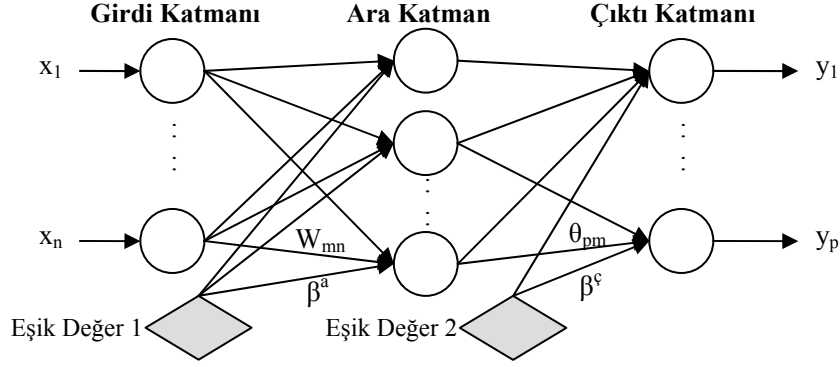 Girdi Katmanı Ara Katman Çıktı Katmanı
x1 y1
xn Wmn θpm yp
βa βç
Eşik Değer 1 Eşik Değer 2